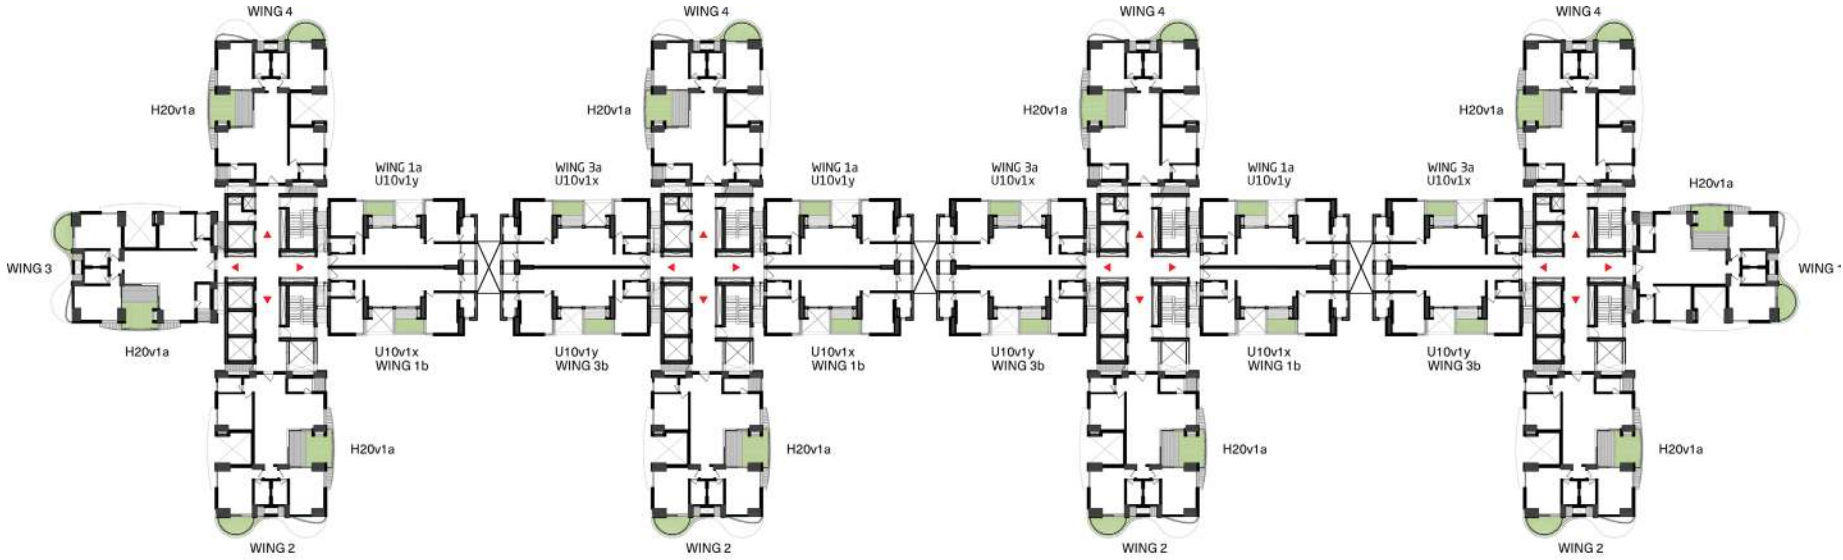 WING 4
WING 4
WING 4
WING 4
H20v1a
H20v1a
H20v1a
H20v1a
WING 1a
U10v1y
WING 3a
U10v1x
WING 1a
U10v1y
WING 3a
U10v1x
WING 1a
U10v1y
WING 3a
U10v1x
H20v1a
WING 3
WING 1
H20v1a
U10v1x
WING 1b
U10v1y
WING 3b
U10v1x
WING 1b
U10v1y
WING 3b
U10v1x
WING 1b
U10v1y
WING 3b
H20v1a
H20v1a
H20v1a
H20v1a
WING 2
WING 2
WING 2
WING 2